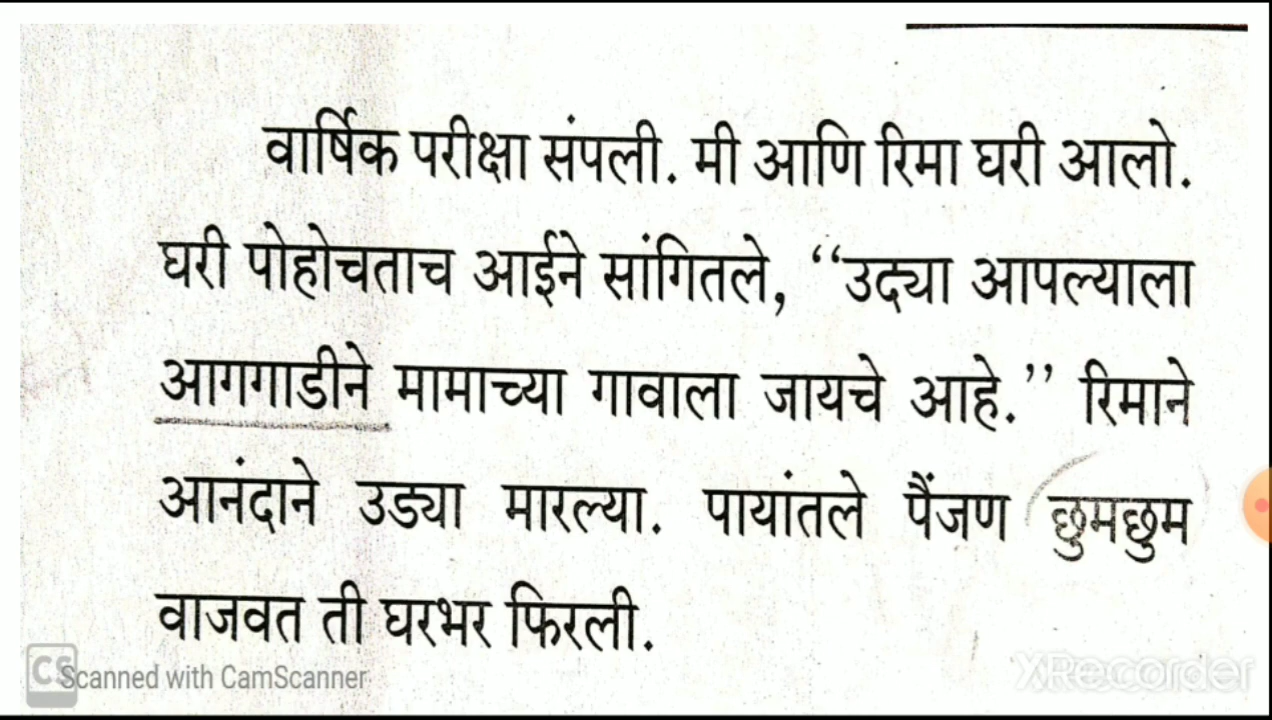 वार्षिक परीक्षा संपली. मी आणि रिमा घरी आलो.
घरी पोहोचताच आईने सांगितले, “उद्या आपल्याला
आगगाडीने मामाच्या गावाला जायचे आहे.” रिमाने
आनंदाने उड्या मारल्या. पायांतले पैंजण छुमछुम
वाजवत ती घरभर फिरली.
CS Scanned with CamScanner
XRecorder